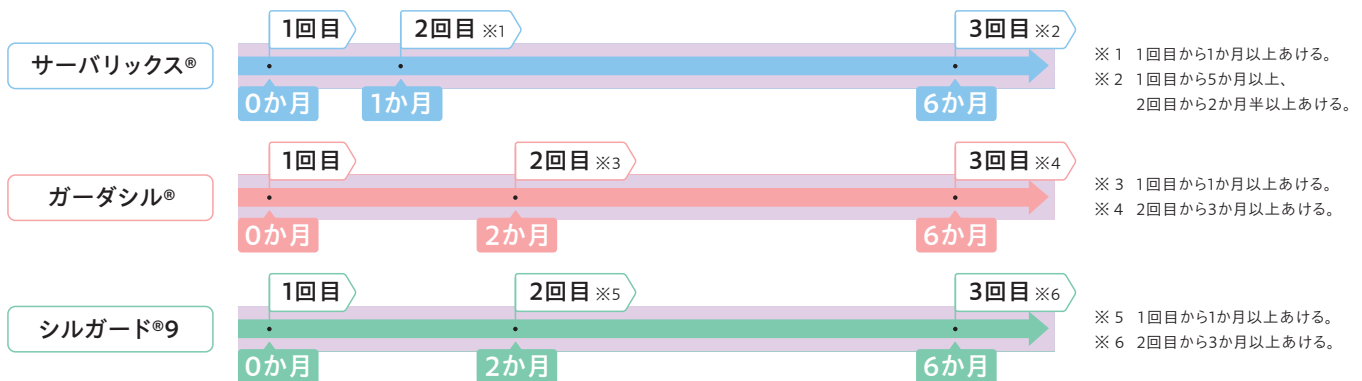 サーバリックス®
1回目
2回目 ※1
3回目 ※2
0か月
1か月
6か月
※1 1回目から1か月以上あける。
※2 1回目から5か月以上、
2回目から2か月半以上あける。
ガーダシル®
1回目
2回目 ※3
3回目 ※4
0か月
2か月
6か月
※3 1回目から1か月以上あける。
※4 2回目から3か月以上あける。
シルガード®9
1回目
2回目 ※5
3回目 ※6
0か月
2か月
6か月
※5 1回目から1か月以上あける。
※6 2回目から3か月以上あける。